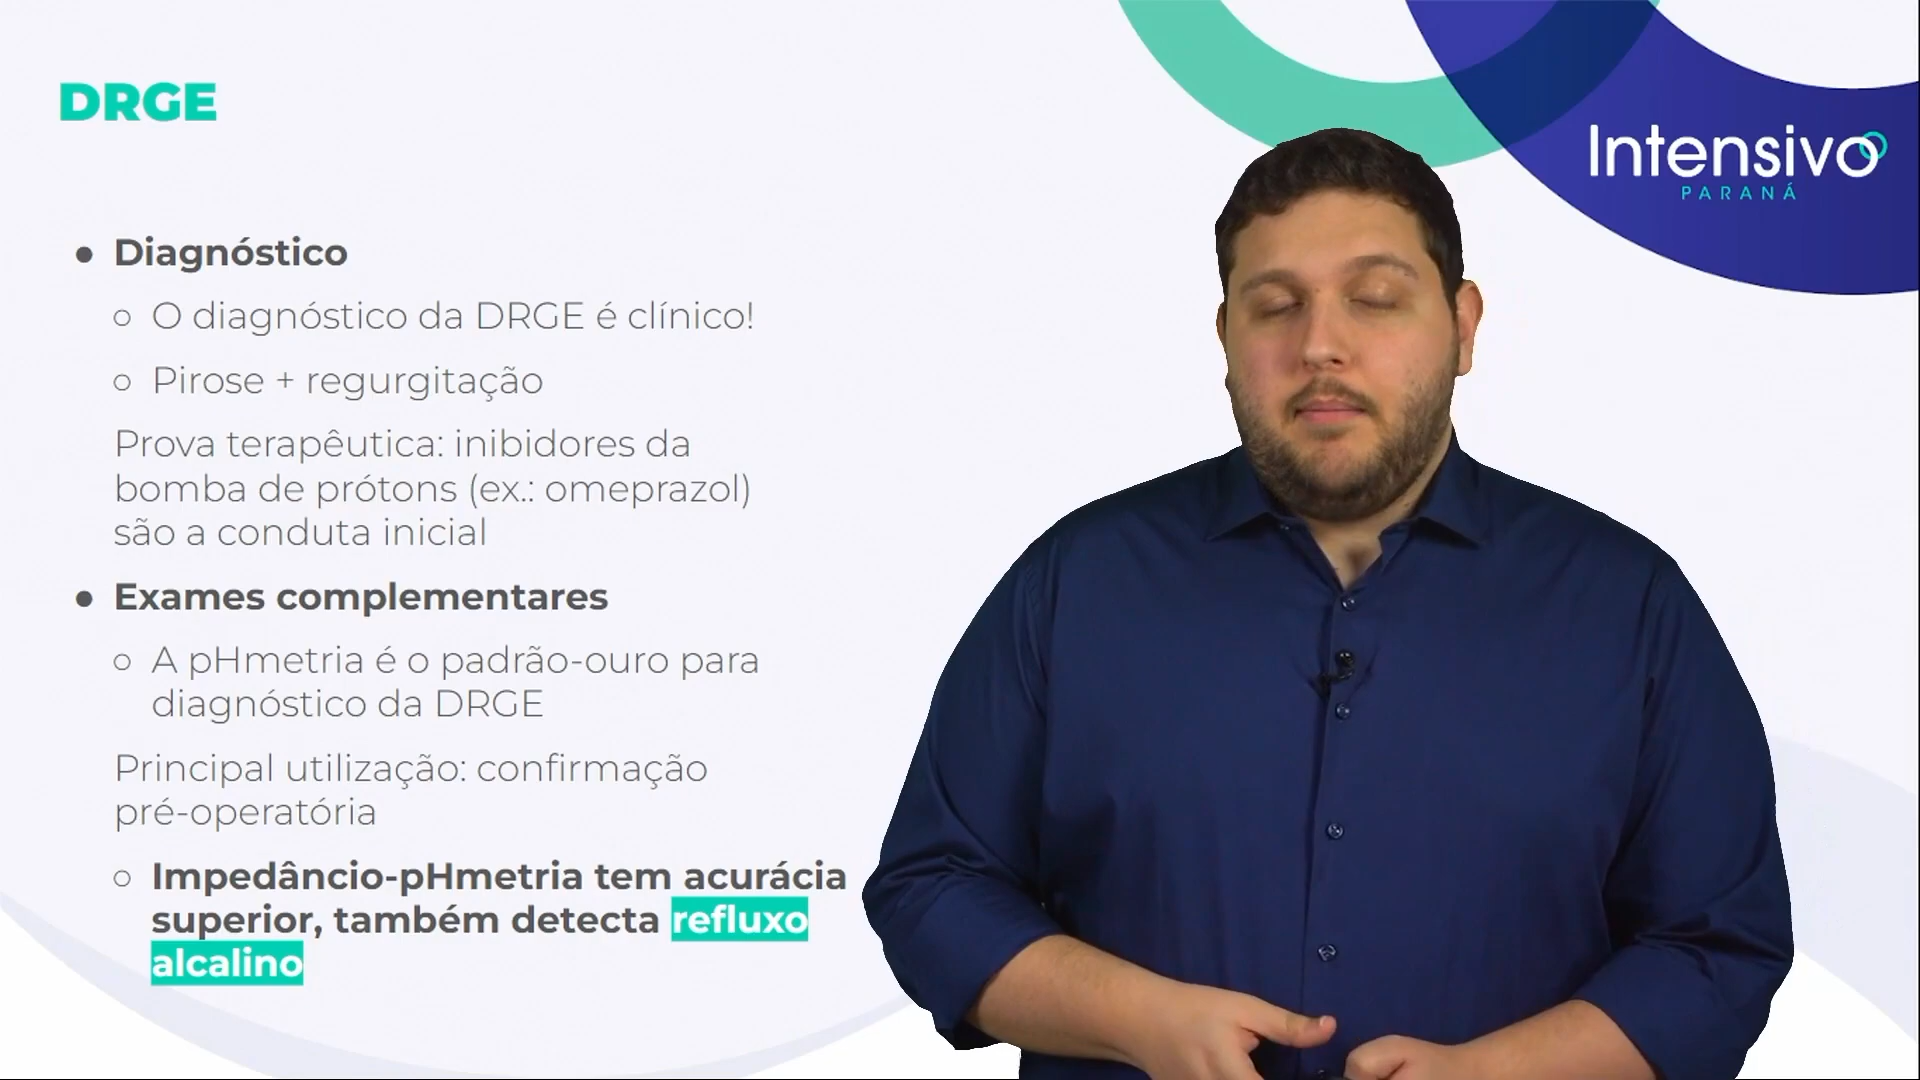 DRGE
Intensivo
PARANÁ
● Diagnóstico
○ O diagnóstico da DRGE é clínico!
○ Pirose + regurgitação
Prova terapêutica: inibidores da
bomba de prótons (ex.: omeprazol)
são a conduta inicial
● Exames complementares
○ A pHmetria é o padrão-ouro para
diagnóstico da DRGE
Principal utilização: confirmação
pré-operatória
○ Impedâncio-pHmetria tem acurácia
superior, também detecta refluxo
alcalino